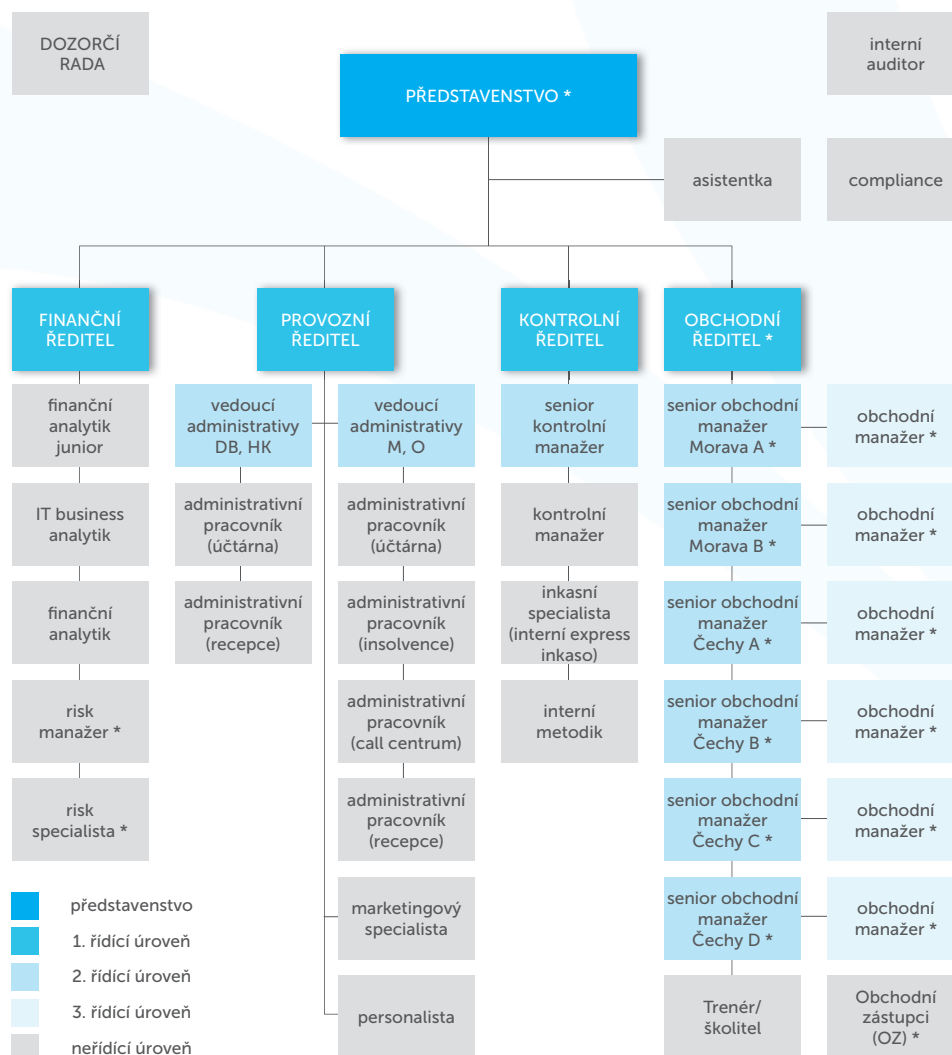 DOZORČÍ
RADA
interní
auditor
PŘEDSTAVENSTVO *
asistentka
compliance
FINANČNÍ
ŘEDITEL
PROVOZNÍ
ŘEDITEL
KONTROLNÍ
ŘEDITEL
OBCHODNÍ
ŘEDITEL *
finanční
analytik
junior
vedoucí
administrativy
DB, HK
vedoucí
administrativy
M, O
senior
kontrolní
manažer
senior obchodní
manažer
Morava A *
obchodní
manažer *
IT business
analytik
administrativní
pracovník
(účtárna)
administrativní
pracovník
(účtárna)
kontrolní
manažer
senior obchodní
manažer
Morava B *
obchodní
manažer *
finanční
analytik
administrativní
pracovník
(recepce)
administrativní
pracovník
(insolvence)
inkasní
specialista
(interní express
inkaso)
senior obchodní
manažer
Čechy A *
obchodní
manažer *
risk
manažer *
administrativní
pracovník
(call centrum)
interní
metodik
senior obchodní
manažer
Čechy B *
obchodní
manažer *
risk
specialista *
administrativní
pracovník
(recepce)
senior obchodní
manažer
Čechy C *
obchodní
manažer *
marketingový
specialista
senior obchodní
manažer
Čechy D *
obchodní
manažer *
personalista
Trenér/
školitel
Obchodní
zástupci
(OZ) *
představenstvo
1. řídící úroveň
2. řídící úroveň
3. řídící úroveň
neřídící úroveň